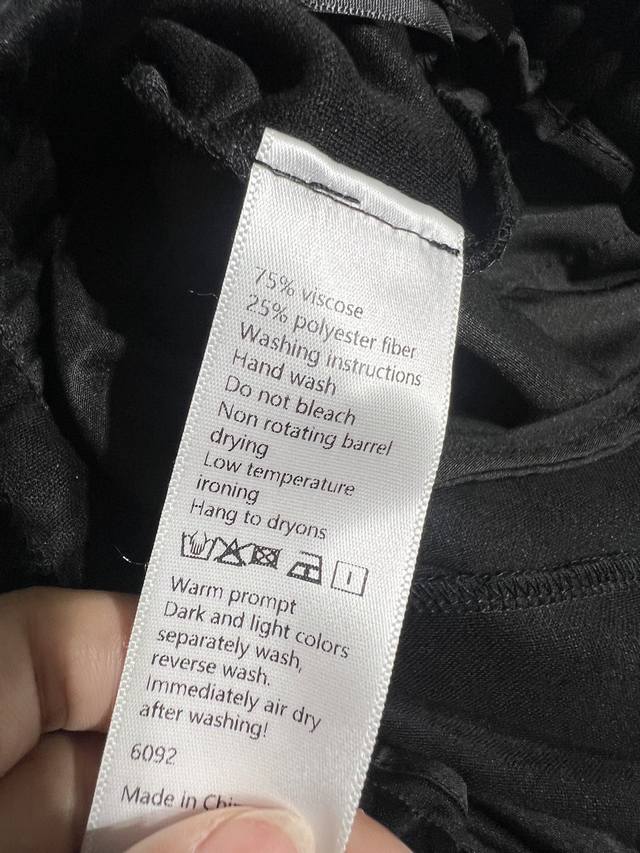 75% viscose
25% polyester fiber
Washing instructions
Hand wash
Do not bleach
Non rotating barrel
drying
Low temperature
ironing
Hang to dryons
Warm prompt
Dark and light colors
separately wash,
reverse wash.
Immediately air dry
after washing!
6092
Made in